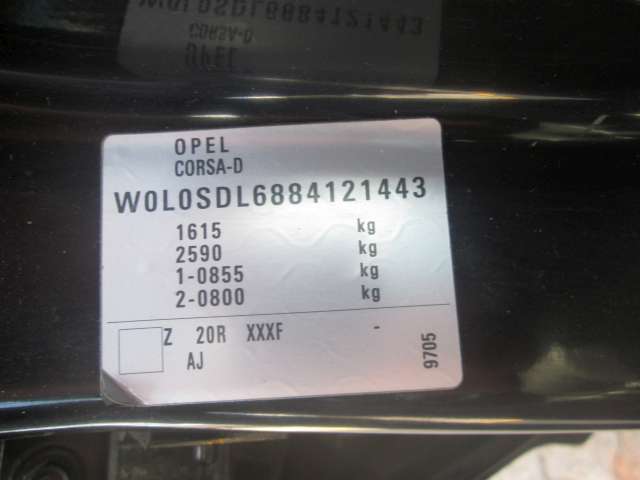 OPEL
CORSA-D
W0L0SDL6884121443
1615 kg
2590 kg
1-0855 kg
2-0800 kg
Z 20R XXXF -
AJ
9705